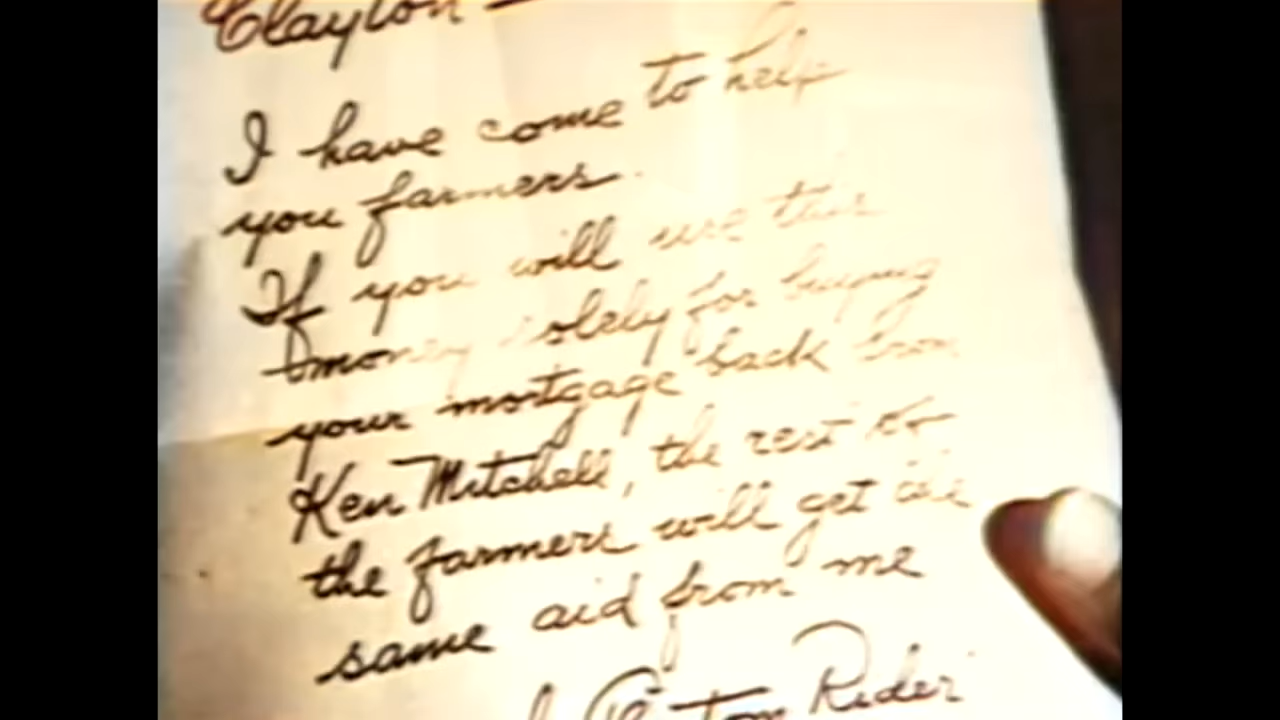 Clayton —
I have come to help
you farmers.
If you will use this
money solely for buying
your mortgage back from
Ken Mitchell, the rest of
the farmers will get the
same aid from me
Rider